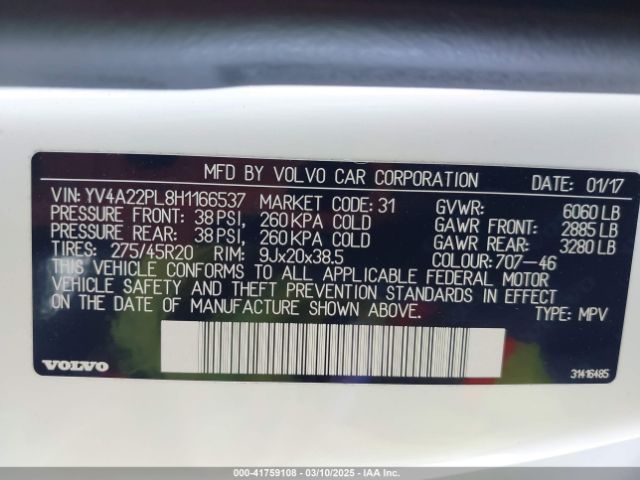 MFD BY VOLVO CAR CORPORATION DATE: 01/17
VIN: YV4A22PL8H1166537 MARKET CODE: 31 GVWR: 6060 LB
PRESSURE FRONT: 38 PSI, 260 KPA COLD GAWR FRONT: 2885 LB
PRESSURE REAR: 38 PSI, 260 KPA COLD GAWR REAR: 3280 LB
TIRES: 275/45R20 RIM: 9Jx20x38.5 COLOUR: 707-46
THIS VEHICLE CONFORMS TO ALL APPLICABLE FEDERAL MOTOR
VEHICLE SAFETY AND THEFT PREVENTION STANDARDS IN EFFECT
ON THE DATE OF MANUFACTURE SHOWN ABOVE. TYPE: MPV
VOLVO 31416485
000-41759108 - 03/10/2025 - IAA Inc.